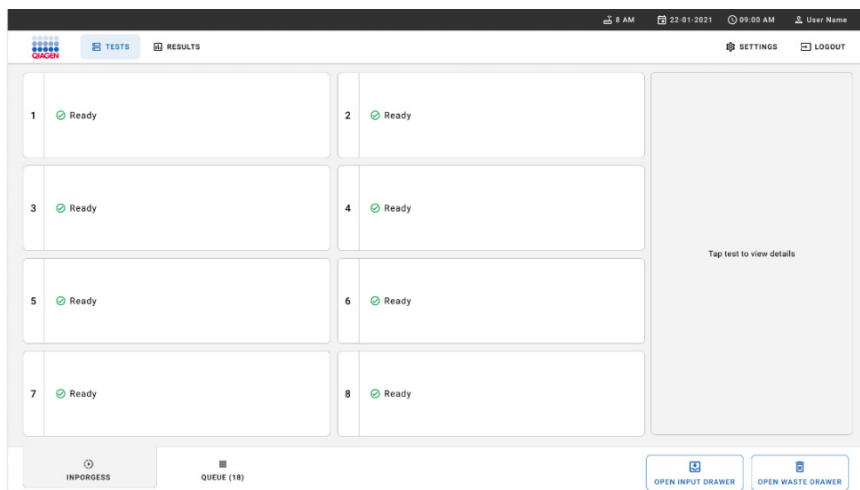 8 AM 22-01-2021 09:00 AM User Name
QIAGEN TESTS RESULTS SETTINGS LOGOUT
1 Ready 2 Ready
3 Ready 4 Ready
Tap test to view details
5 Ready 6 Ready
7 Ready 8 Ready
INPORGESS QUEUE (18) OPEN INPUT DRAWER OPEN WASTE DRAWER